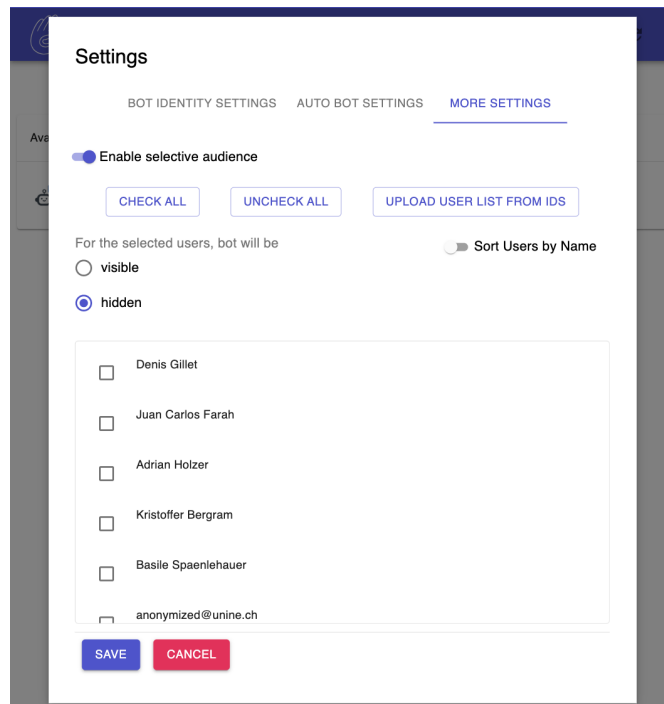 Settings
BOT IDENTITY SETTINGS AUTO BOT SETTINGS MORE SETTINGS
Ava
Enable selective audience
CHECK ALL UNCHECK ALL UPLOAD USER LIST FROM IDS
For the selected users, bot will be Sort Users by Name
visible
hidden
Denis Gillet
Juan Carlos Farah
Adrian Holzer
Kristoffer Bergram
Basile Spaenlehauer
anonymized@unine.ch
SAVE CANCEL